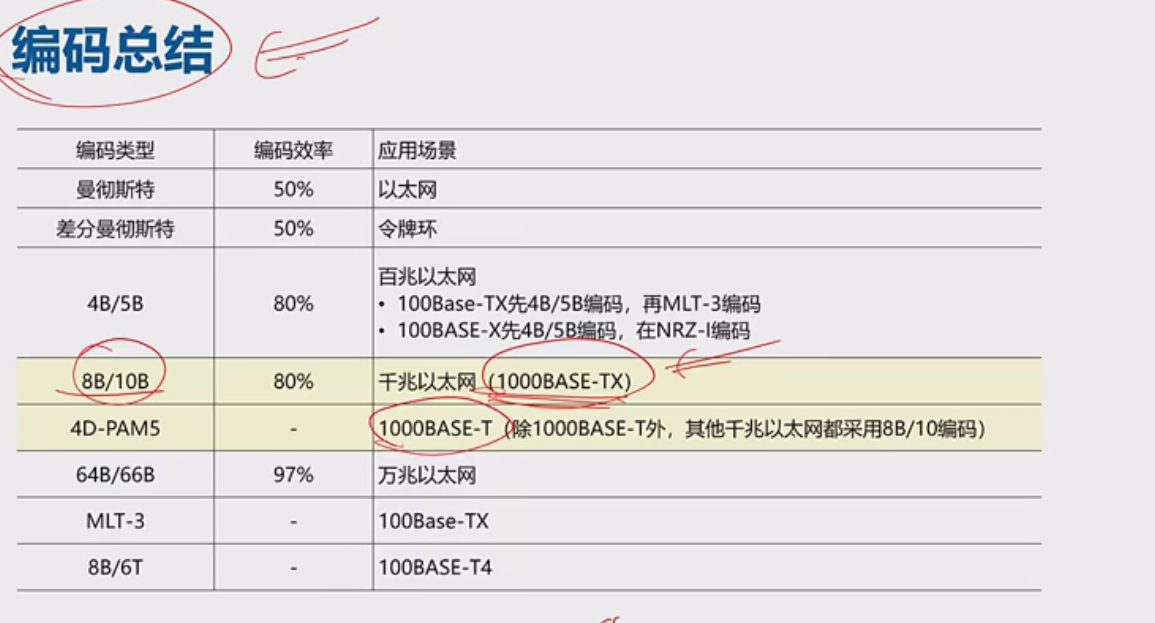 编码总结
编码类型 编码效率 应用场景
曼彻斯特 50% 以太网
差分曼彻斯特 50% 令牌环
4B/5B 80% 百兆以太网
• 100Base-TX先4B/5B编码，再MLT-3编码
• 100BASE-X先4B/5B编码，在NRZ-I编码
8B/10B 80% 千兆以太网（1000BASE-TX）
4D-PAM5 - 1000BASE-T（除1000BASE-T外，其他千兆以太网都采用8B/10编码）
64B/66B 97% 万兆以太网
MLT-3 - 100Base-TX
8B/6T - 100BASE-T4